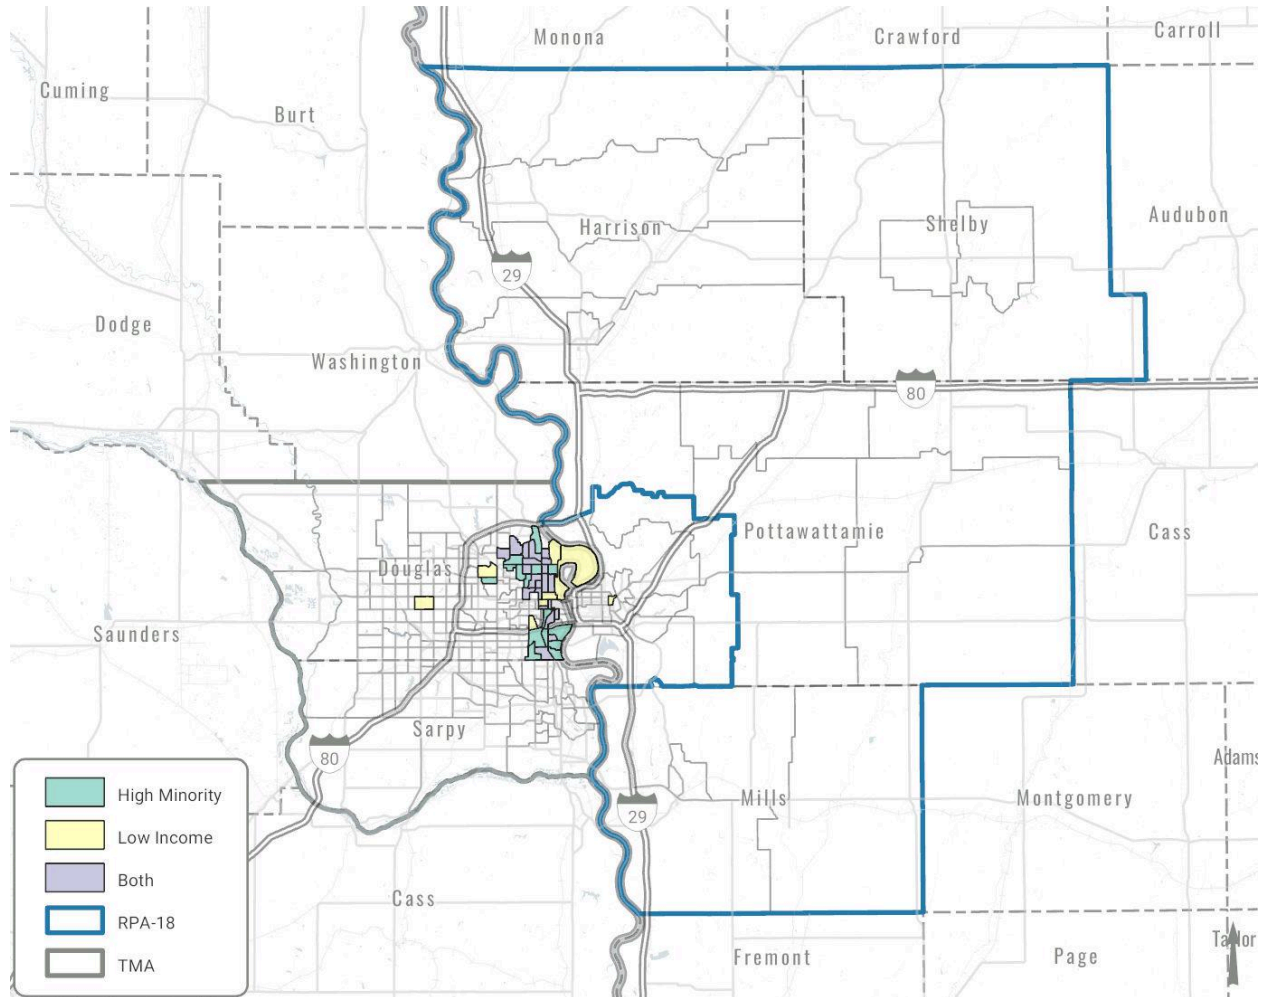 Monona
Crawford
Carroll
Cuming
Burt
Harrison
Shelby
Audubon
29
Dodge
Washington
80
Pottawattamie
Cass
Douglas
Saunders
Sarpy
80
Adams
Mills
Montgomery
29
Cass
Fremont
Page
Taylor
High Minority
Low Income
Both
RPA-18
TMA